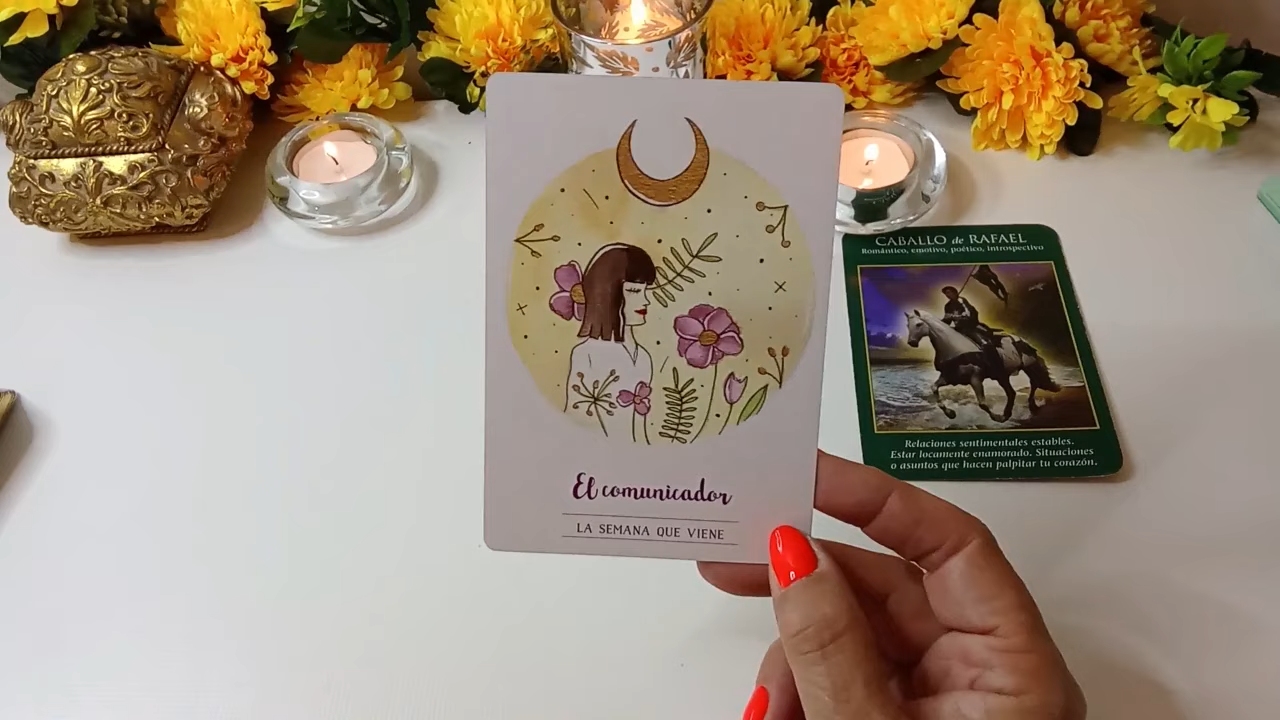 El comunicador
LA SEMANA QUE VIENE
CABALLO de RAFAEL
Romántico, emotivo, poético, introspectivo
Relaciones sentimentales estables.
Estar locamente enamorado. Situaciones
o asuntos que hacen palpitar tu corazón.